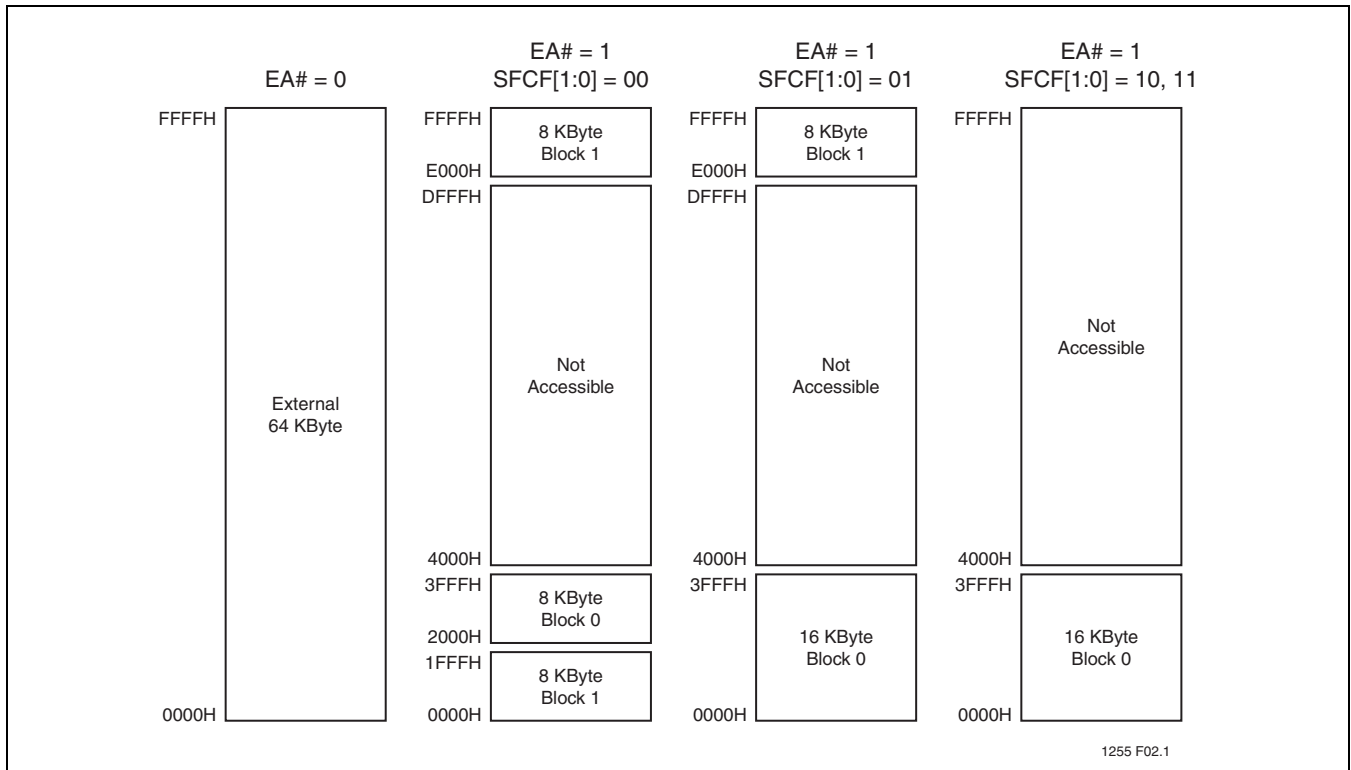 EA# = 0
FFFFH
External
64 KByte
0000H
EA# = 1
SFCF[1:0] = 00
FFFFH
8 KByte
Block 1
E000H
DFFFH
Not
Accessible
4000H
3FFFH
8 KByte
Block 0
2000H
1FFFH
8 KByte
Block 1
0000H
EA# = 1
SFCF[1:0] = 01
FFFFH
8 KByte
Block 1
E000H
DFFFH
Not
Accessible
4000H
3FFFH
16 KByte
Block 0
0000H
EA# = 1
SFCF[1:0] = 10, 11
FFFFH
Not
Accessible
4000H
3FFFH
16 KByte
Block 0
0000H
1255 F02.1